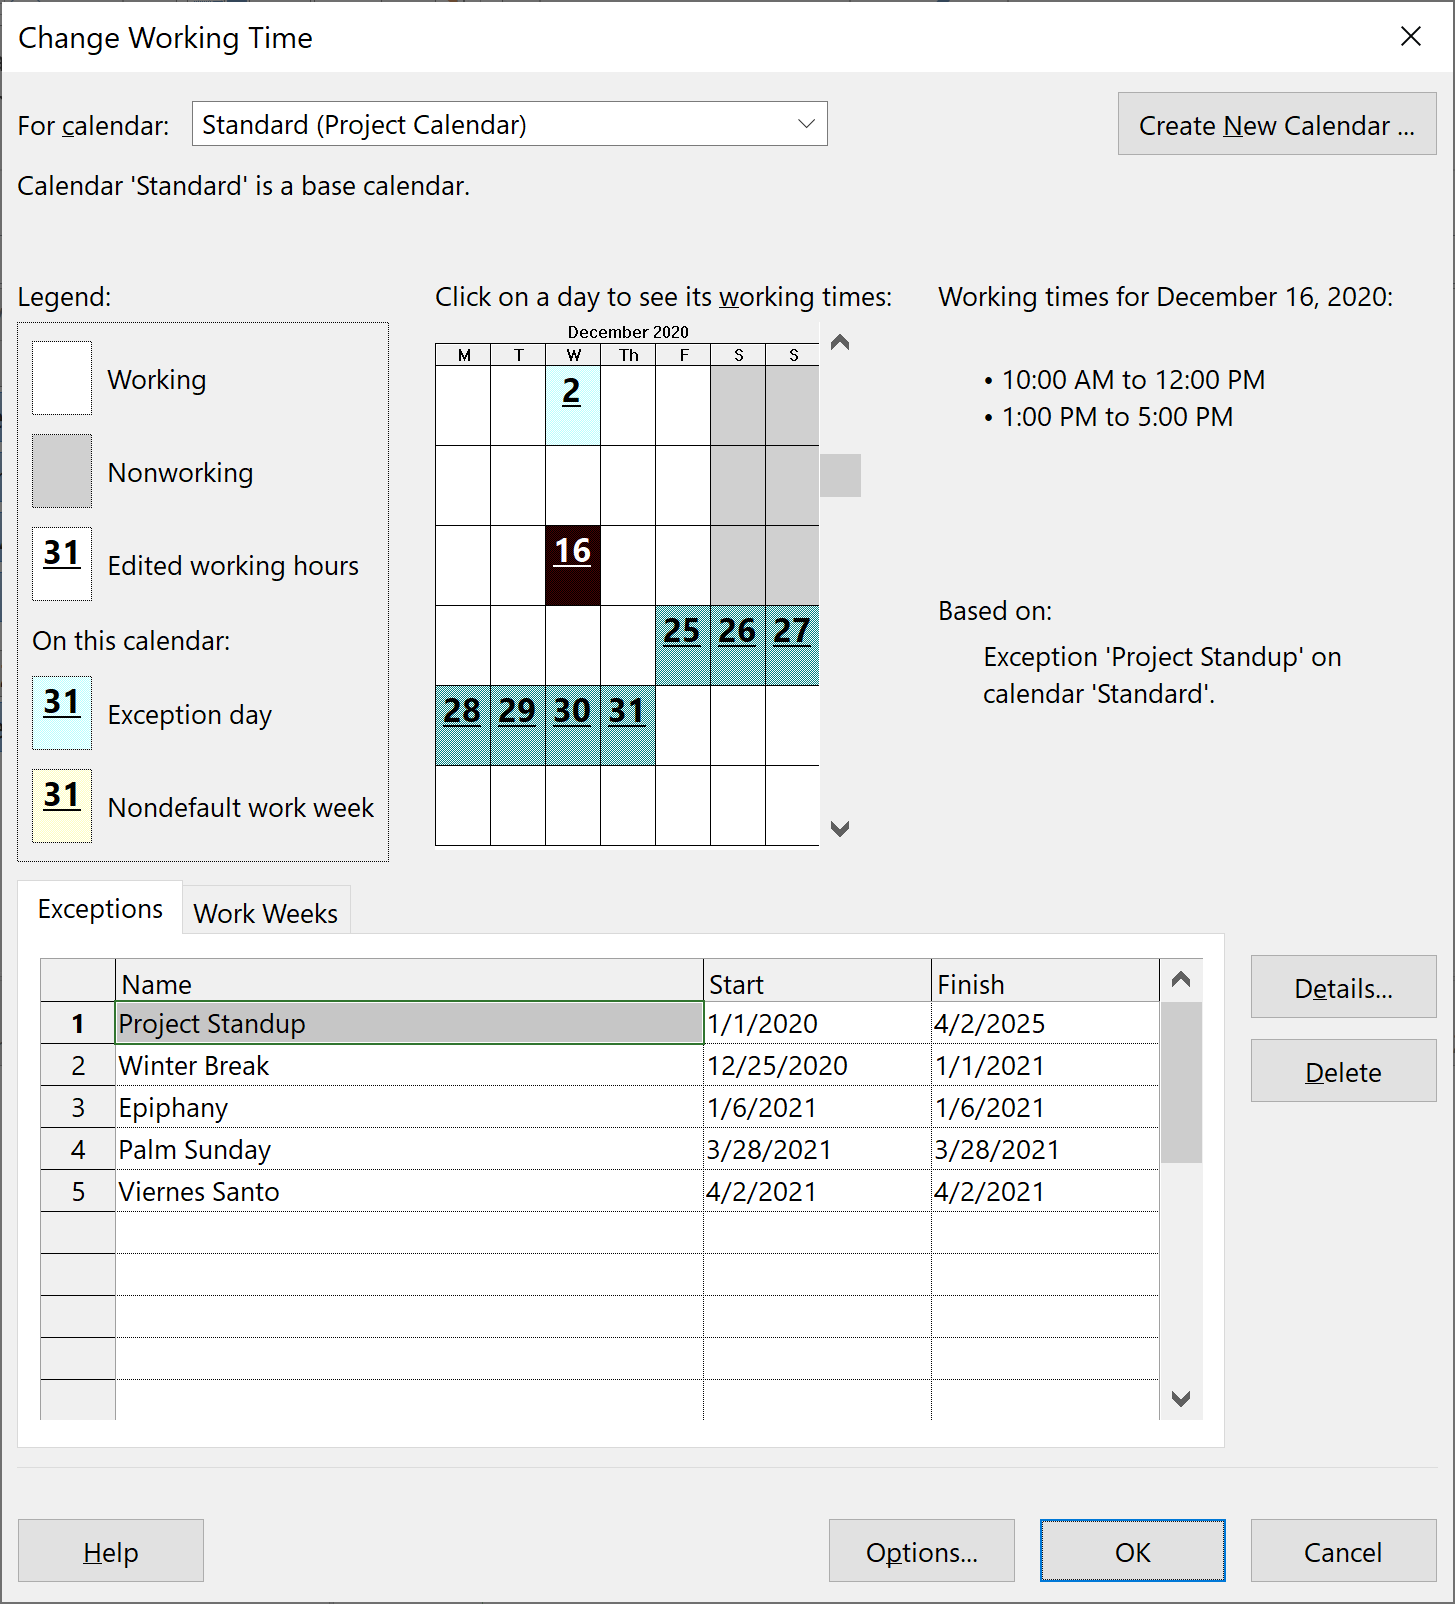 Change Working Time
For calendar: Standard (Project Calendar) Create New Calendar ...
Calendar 'Standard' is a base calendar.
Legend:
Working
Nonworking
31 Edited working hours
On this calendar:
31 Exception day
31 Nondefault work week
Click on a day to see its working times:
December 2020
M T W Th F S S
2
16
25 26 27
28 29 30 31
Working times for December 16, 2020:
• 10:00 AM to 12:00 PM
• 1:00 PM to 5:00 PM
Based on:
Exception 'Project Standup' on
calendar 'Standard'.
Exceptions Work Weeks
Name Start Finish
1 Project Standup 1/1/2020 4/2/2025
2 Winter Break 12/25/2020 1/1/2021
3 Epiphany 1/6/2021 1/6/2021
4 Palm Sunday 3/28/2021 3/28/2021
5 Viernes Santo 4/2/2021 4/2/2021
Details...
Delete
Help Options... OK Cancel